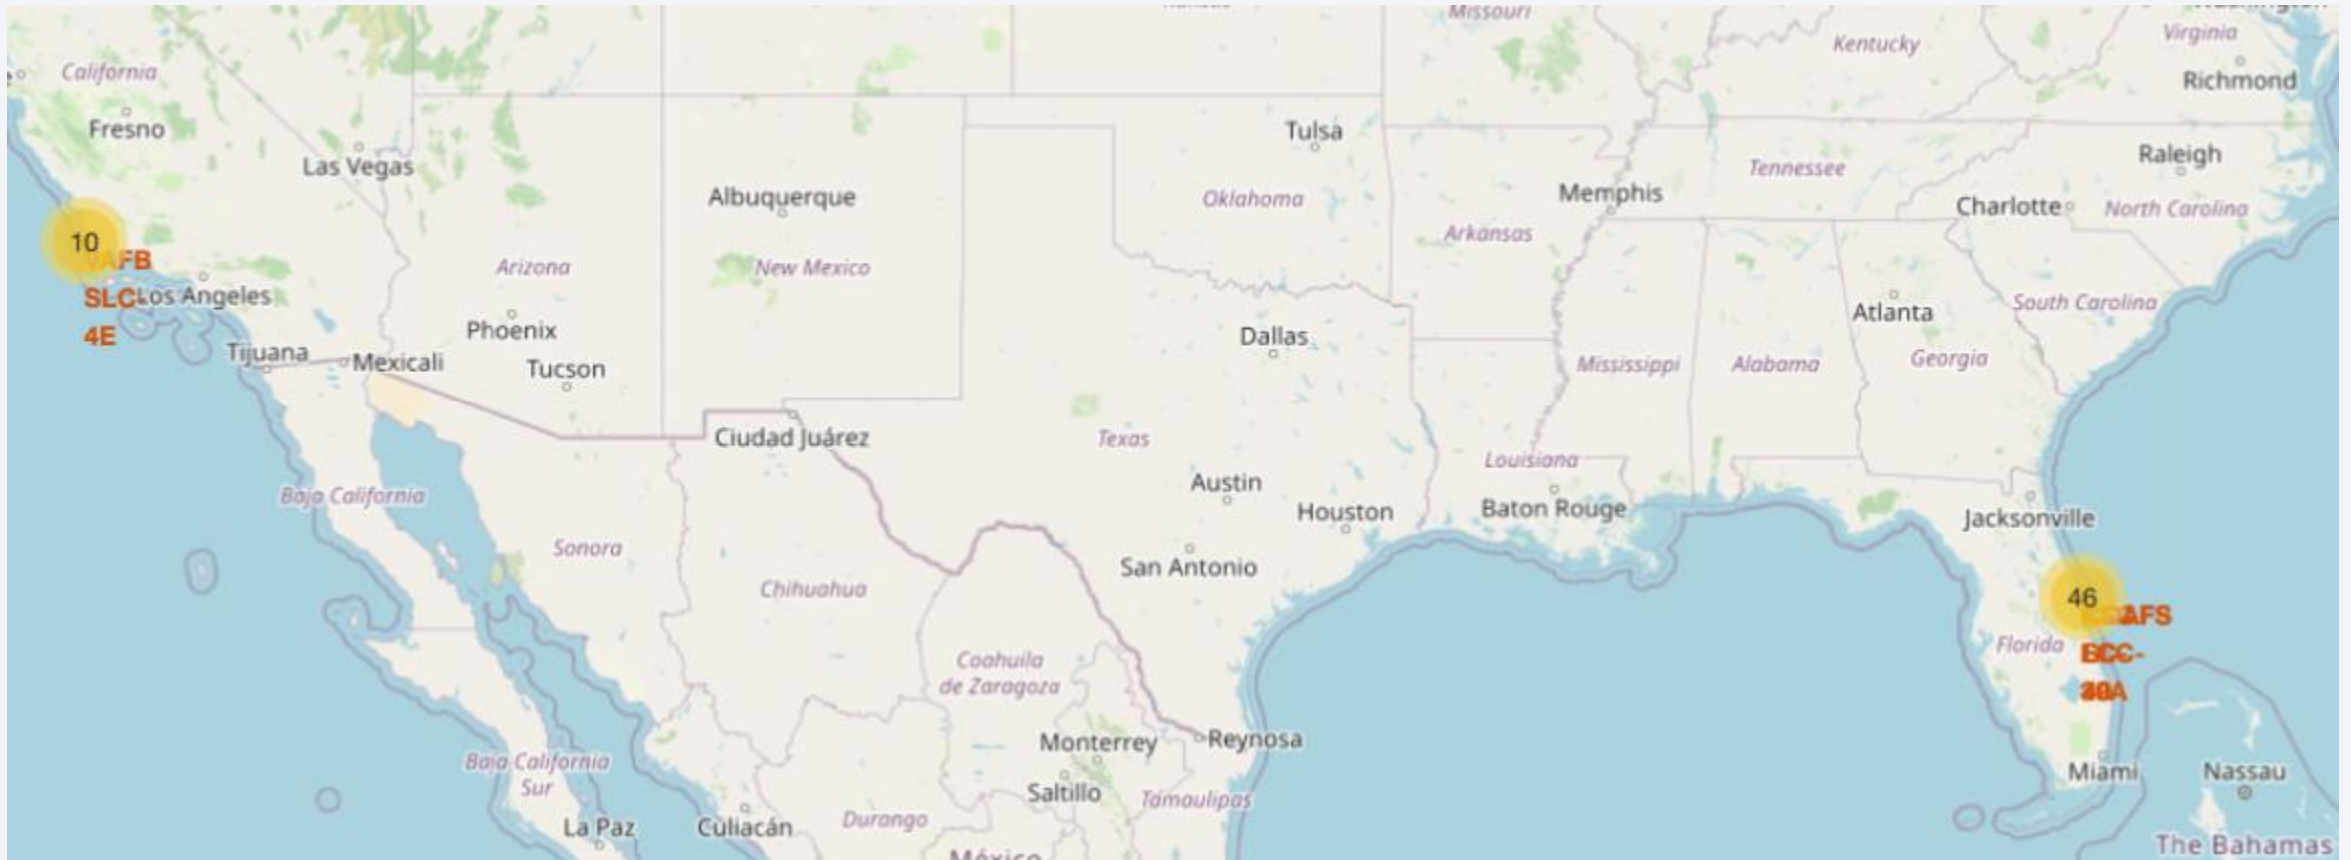 Missouri
Kentucky
Virginia
Richmond
California
Fresno
Las Vegas
Tulsa
Raleigh
Albuquerque
Oklahoma
Memphis
Tennessee
Charlotte
North Carolina
Arkansas
10
AFB
SLC-
4E
Los Angeles
Arizona
New Mexico
Phoenix
Dallas
Atlanta
South Carolina
Tijuana
Mexicali
Tucson
Mississippi
Alabama
Georgia
Ciudad Juárez
Texas
Louisiana
Baja California
Austin
Houston
Baton Rouge
Jacksonville
Sonora
Chihuahua
San Antonio
46
AFS
Florida
Coahuila
de Zaragoza
Monterrey
Reynosa
Baja California
Sur
Miami
Nassau
Saltillo
Tamaulipas
La Paz
Culiacán
Durango
México
The Bahamas